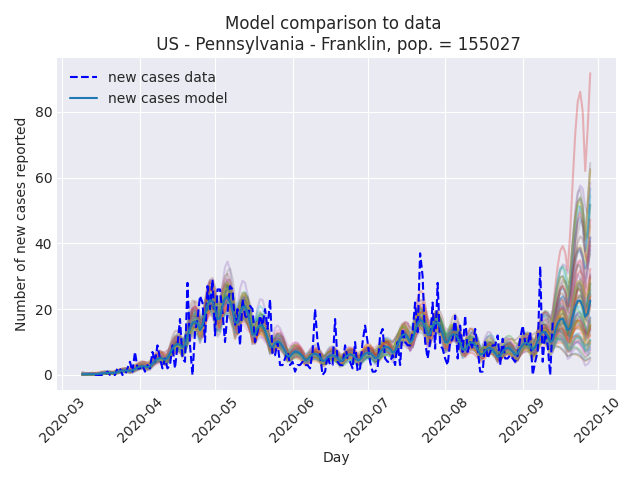 Model comparison to data
US - Pennsylvania - Franklin, pop. = 155027
new cases data
new cases model
Number of new cases reported
80
60
40
20
0
2020-03
2020-04
2020-05
2020-06
2020-07
2020-08
2020-09
2020-10
Day